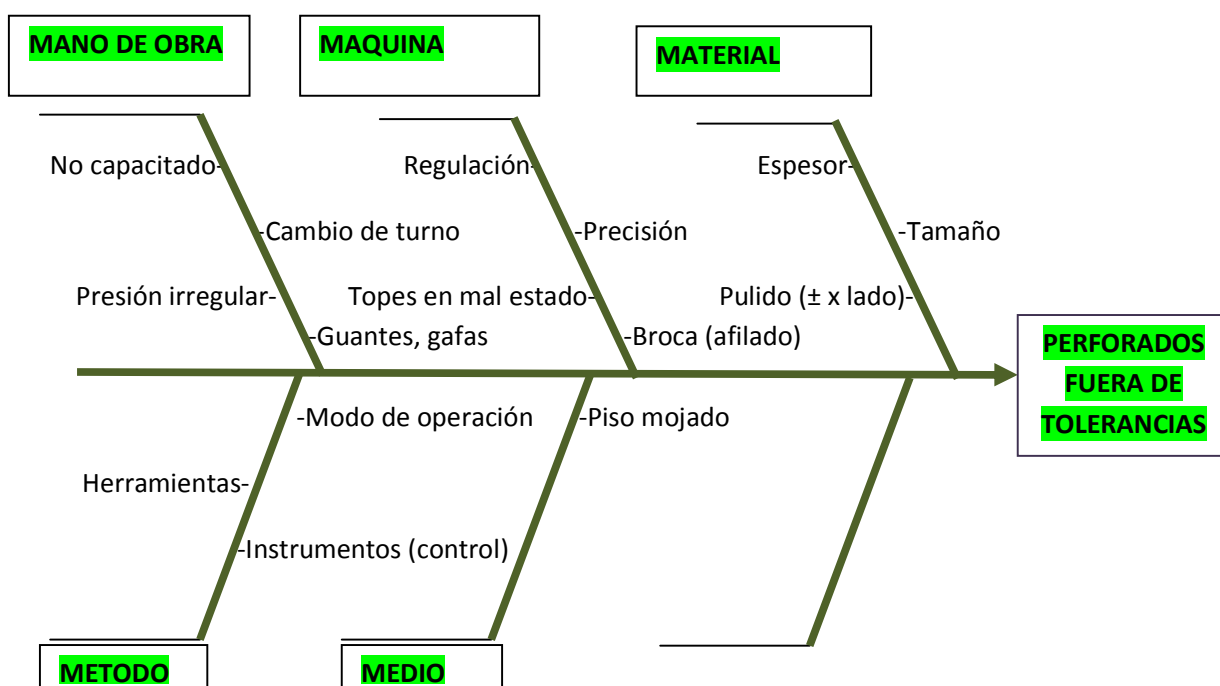 MANO DE OBRA
MAQUINA
MATERIAL
No capacitado-
Regulación-
Espesor-
-Cambio de turno
-Precisión
-Tamaño
Presión irregular-
Topes en mal estado-
Pulido (± x lado)-
-Guantes, gafas
-Broca (afilado)
PERFORADOS
FUERA DE
TOLERANCIAS
-Modo de operación
-Piso mojado
Herramientas-
-Instrumentos (control)
METODO
MEDIO